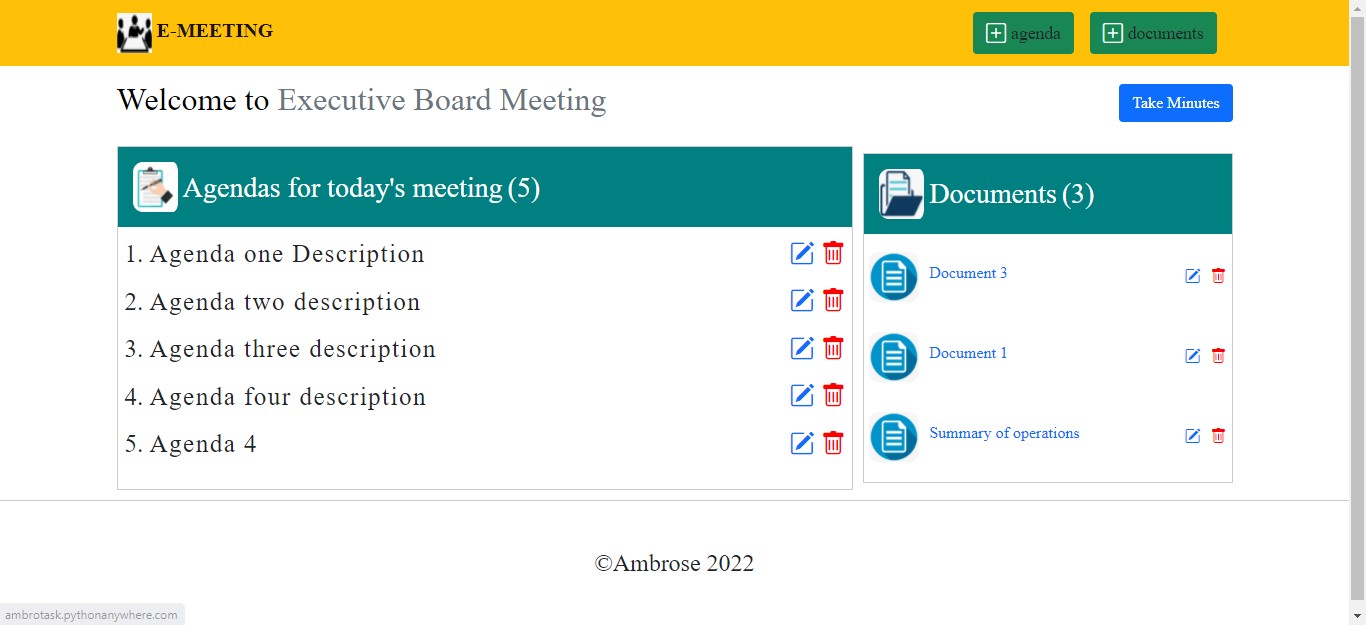 E-MEETING
agenda
documents
Welcome to Executive Board Meeting
Take Minutes
Agendas for today's meeting (5)
1. Agenda one Description
2. Agenda two description
3. Agenda three description
4. Agenda four description
5. Agenda 4
Documents (3)
Document 3
Document 1
Summary of operations
©Ambrose 2022
ambrotask.pythonanywhere.com